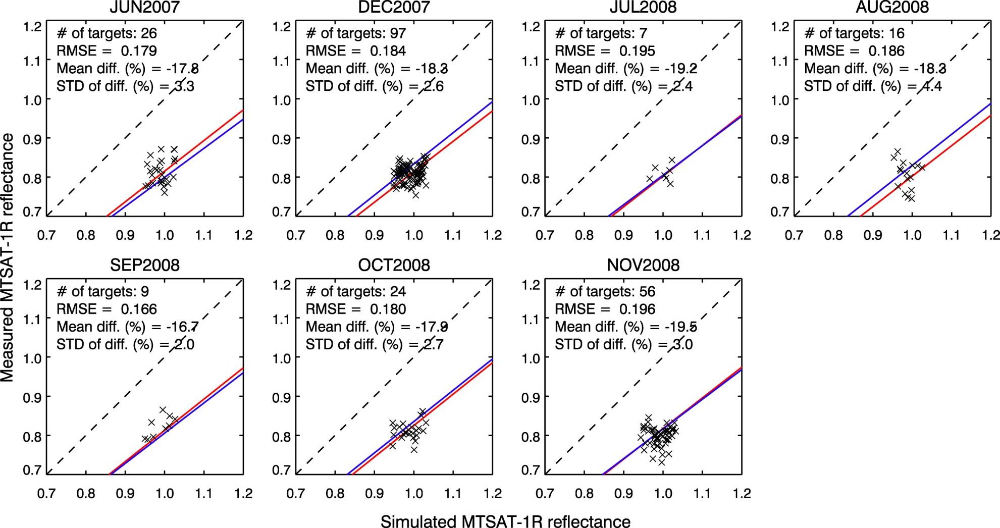 JUN2007
# of targets: 26
RMSE = 0.179
Mean diff. (%) = -17.8
STD of diff. (%) = 3.3
1.2
1.1
1.0
0.9
0.8
0.7
0.7 0.8 0.9 1.0 1.1 1.2
DEC2007
# of targets: 97
RMSE = 0.184
Mean diff. (%) = -18.3
STD of diff. (%) = 2.6
1.2
1.1
1.0
0.9
0.8
0.7
0.7 0.8 0.9 1.0 1.1 1.2
JUL2008
# of targets: 7
RMSE = 0.195
Mean diff. (%) = -19.2
STD of diff. (%) = 2.4
1.2
1.1
1.0
0.9
0.8
0.7
0.7 0.8 0.9 1.0 1.1 1.2
AUG2008
# of targets: 16
RMSE = 0.186
Mean diff. (%) = -18.3
STD of diff. (%) = 4.4
1.2
1.1
1.0
0.9
0.8
0.7
0.7 0.8 0.9 1.0 1.1 1.2
SEP2008
# of targets: 9
RMSE = 0.166
Mean diff. (%) = -16.7
STD of diff. (%) = 2.0
1.2
1.1
1.0
0.9
0.8
0.7
0.7 0.8 0.9 1.0 1.1 1.2
OCT2008
# of targets: 24
RMSE = 0.180
Mean diff. (%) = -17.9
STD of diff. (%) = 2.7
1.2
1.1
1.0
0.9
0.8
0.7
0.7 0.8 0.9 1.0 1.1 1.2
NOV2008
# of targets: 56
RMSE = 0.196
Mean diff. (%) = -19.5
STD of diff. (%) = 3.0
1.2
1.1
1.0
0.9
0.8
0.7
0.7 0.8 0.9 1.0 1.1 1.2
Measured MTSAT-1R reflectance
Simulated MTSAT-1R reflectance